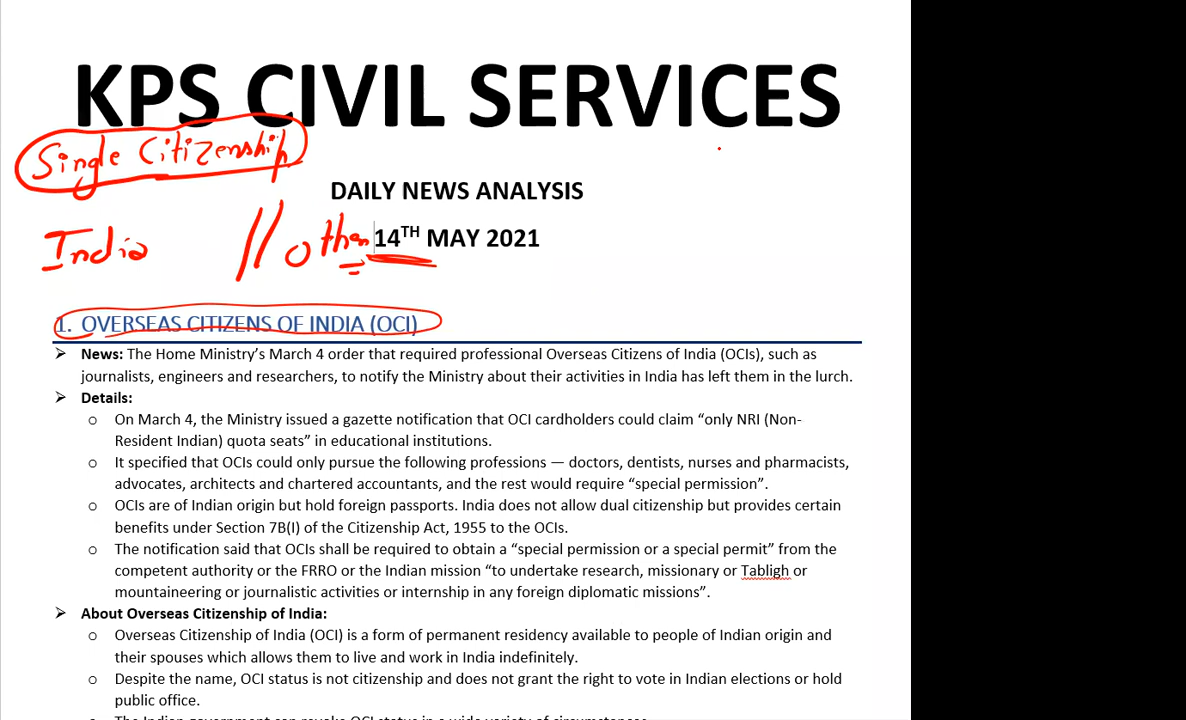 KPS CIVIL SERVICES
Single Citizenship
DAILY NEWS ANALYSIS
India // other 14TH MAY 2021
1. OVERSEAS CITIZENS OF INDIA (OCI)
➢ News: The Home Ministry's March 4 order that required professional Overseas Citizens of India (OCIs), such as
journalists, engineers and researchers, to notify the Ministry about their activities in India has left them in the lurch.
➢ Details:
o On March 4, the Ministry issued a gazette notification that OCI cardholders could claim “only NRI (Non-
Resident Indian) quota seats” in educational institutions.
o It specified that OCIs could only pursue the following professions — doctors, dentists, nurses and pharmacists,
advocates, architects and chartered accountants, and the rest would require “special permission”.
o OCIs are of Indian origin but hold foreign passports. India does not allow dual citizenship but provides certain
benefits under Section 7B(I) of the Citizenship Act, 1955 to the OCIs.
o The notification said that OCIs shall be required to obtain a “special permission or a special permit” from the
competent authority or the FRRO or the Indian mission “to undertake research, missionary or Tabligh or
mountaineering or journalistic activities or internship in any foreign diplomatic missions”.
➢ About Overseas Citizenship of India:
o Overseas Citizenship of India (OCI) is a form of permanent residency available to people of Indian origin and
their spouses which allows them to live and work in India indefinitely.
o Despite the name, OCI status is not citizenship and does not grant the right to vote in Indian elections or hold
public office.
o The Indian government can revoke OCI status in a wide variety of circumstances.